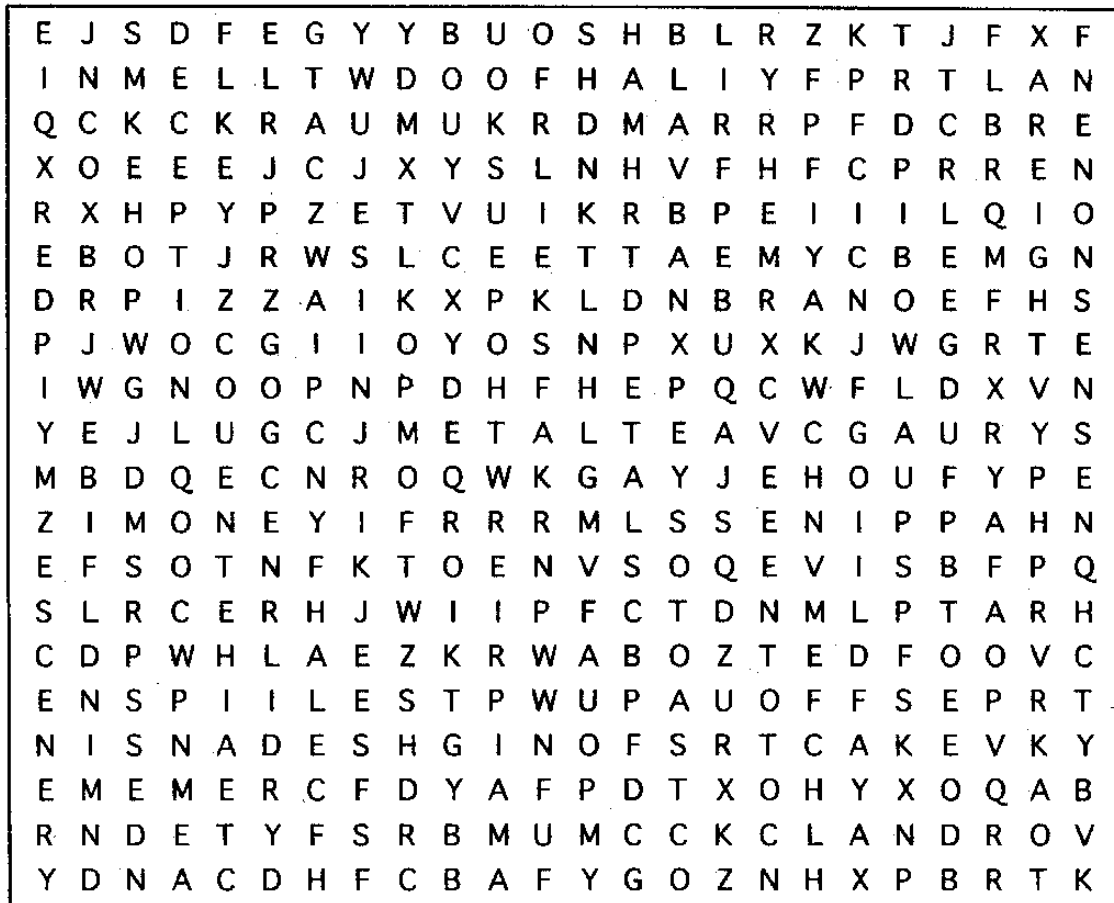 E J S D F E G Y Y B U O S H B L R Z K T J F X F
I N M E L L T W D O O F H A L I Y F P R T L A N
Q C K C K R A U M U K R D M A R R P F D C B R E
X O E E E J C J X Y S L N H V F H F C P R R E N
R X H P Y P Z E T V U I K R B P E I I I L Q I O
E B O T J R W S L C E E T T A E M Y C B E M G N
D R P I Z Z A I K X P K L D N B R A N O E F H S
P J W O C G I I O Y O S N P X U X K J W G R T E
I W G N O O P N P D H F H E P Q C W F L D X V N
Y E J L U G C J M E T A L T E A V C G A U R Y S
M B D Q E C N R O Q W K G A Y J E H O U F Y P E
Z I M O N E Y I F R R R M L S S E N I P P A H N
E F S O T N F K T O E N V S O Q E V I S B F P Q
S L R C E R H J W I I P F C T D N M L P T A R H
C D P W H L A E Z K R W A B O Z T E D F O O V C
E N S P I I L E S T P W U P A U O F F S E P R T
N I S N A D E S H G I N O F S R T C A K E V K Y
E M E M E R C F D Y A F P D T X O H Y X O Q A B
R N D E T Y F S R B M U M C C K C L A N D R O V
Y D N A C D H F C B A F Y G O Z N H X P B R T K